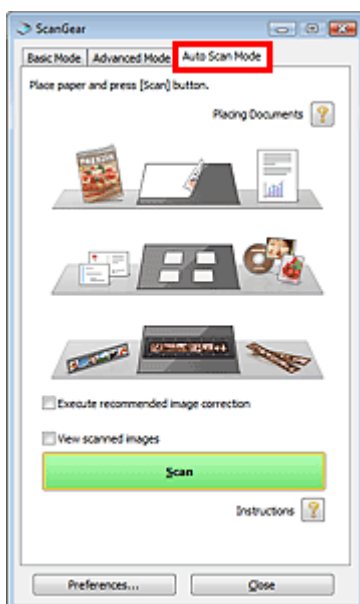 ScanGear
Basic Mode Advanced Mode Auto Scan Mode
Place paper and press [Scan] button.
Placing Documents
Execute recommended image correction
View scanned images
Scan
Instructions
Preferences... Close